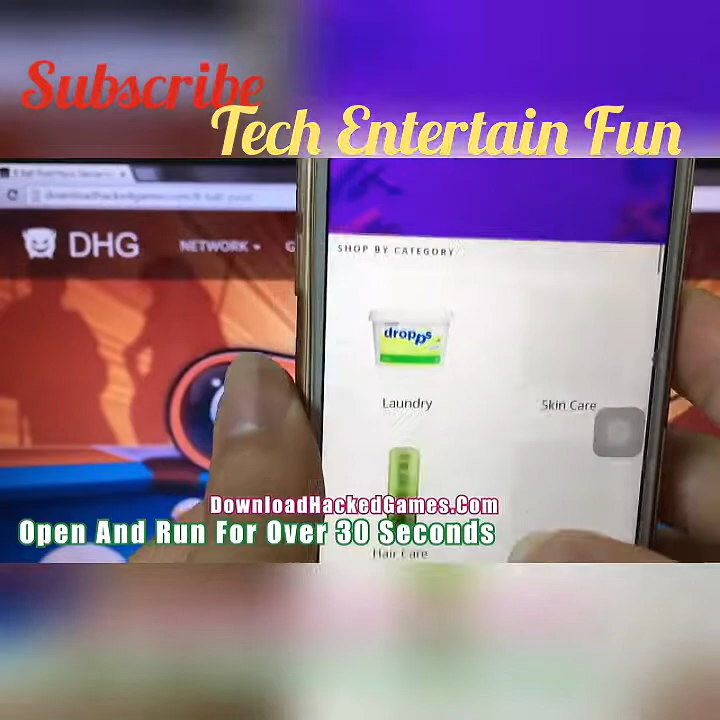 Subscribe
Tech Entertain Fun
DHG
NETWORK
G
SHOP BY CATEGORY
dropps
Laundry
Skin Care
DownloadHackedGames.Com
Open And Run For Over 30 Seconds
Hair Care